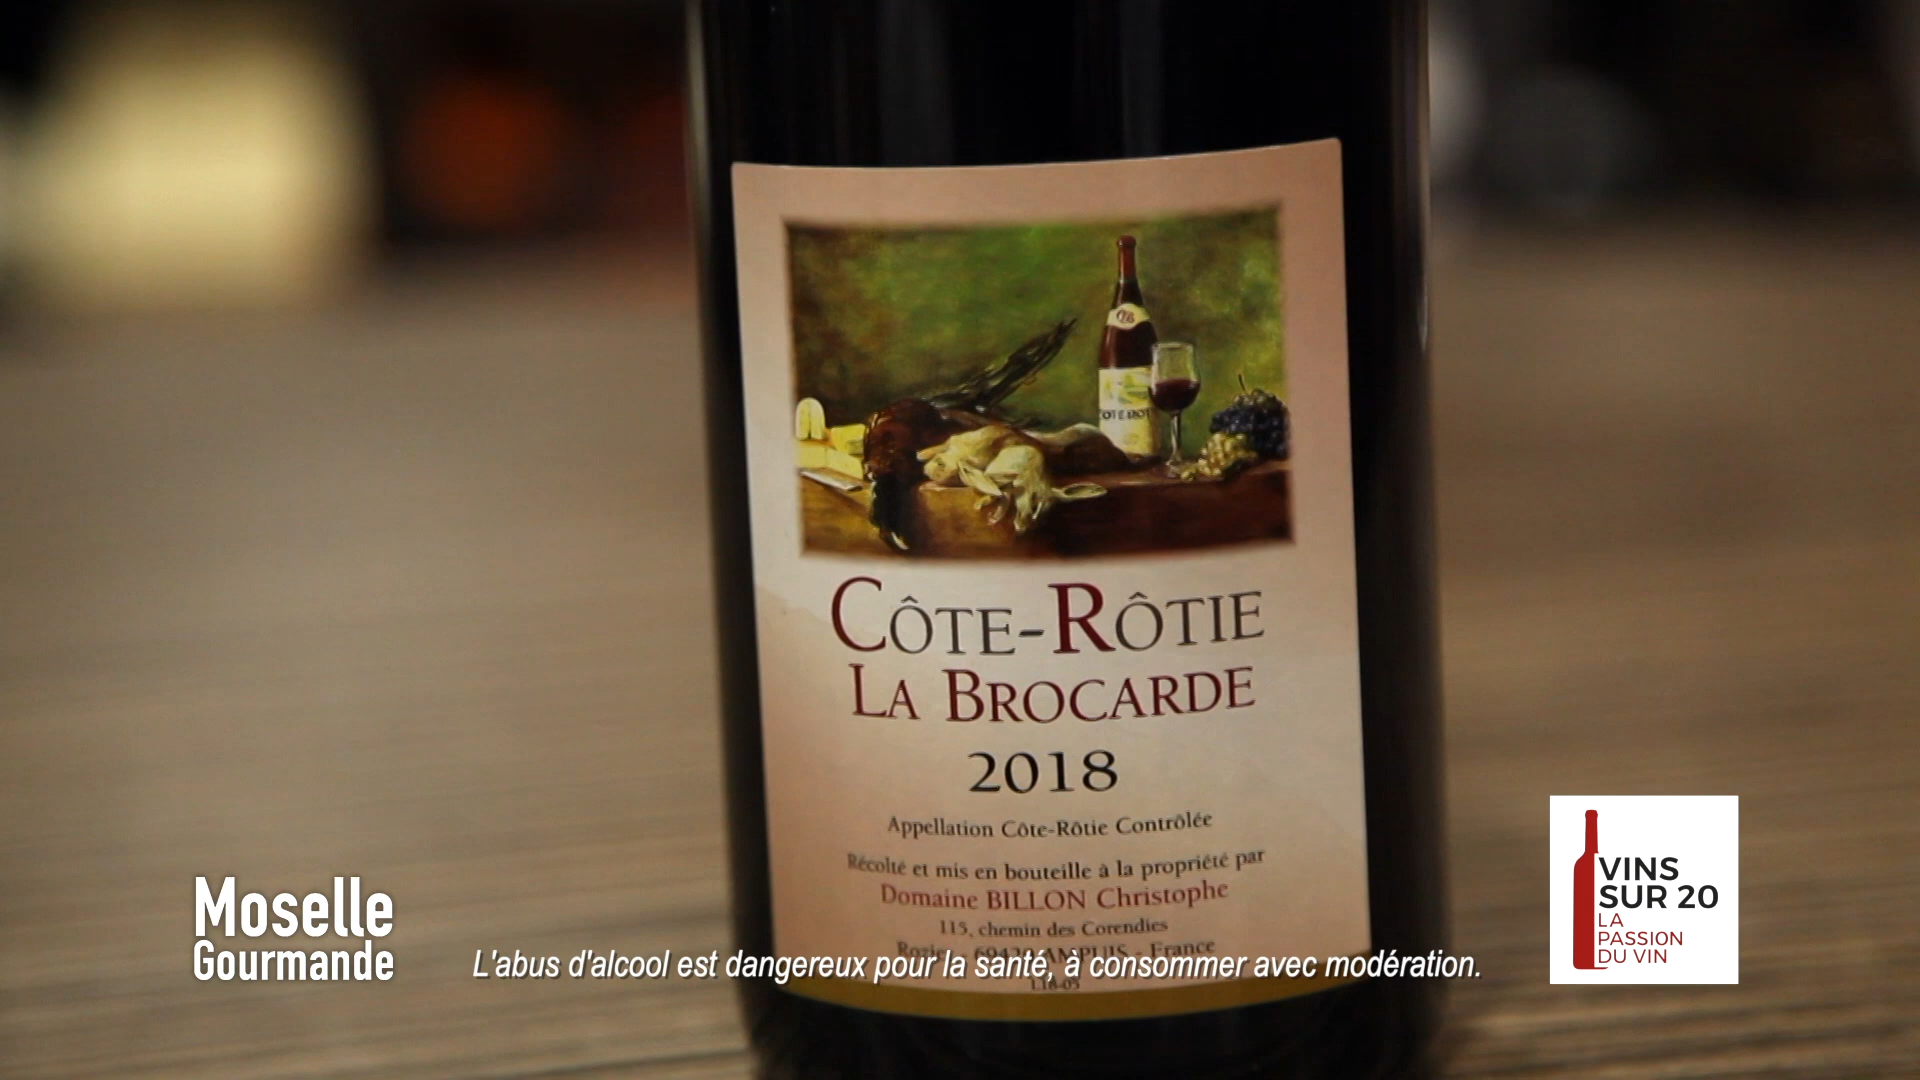 CÔTE-RÔTIE
LA BROCARDE
2018
Appellation Côte-Rôtie Contrôlée
Récolté et mis en bouteille à la propriété par
Domaine BILLON Christophe
115, chemin des Corendies
69420 AMPUIS - France
L'abus d'alcool est dangereux pour la santé, à consommer avec modération.
Moselle
Gourmande
VINS
SUR 20
LA
PASSION
DU VIN